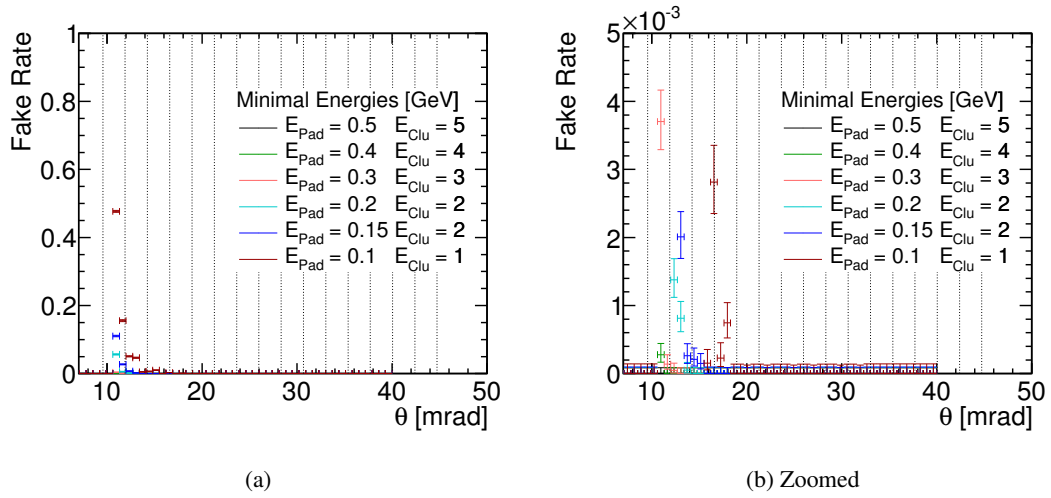 Fake Rate
1
0.8
0.6
0.4
0.2
0
Minimal Energies [GeV]
E_Pad = 0.5 E_Clu = 5
E_Pad = 0.4 E_Clu = 4
E_Pad = 0.3 E_Clu = 3
E_Pad = 0.2 E_Clu = 2
E_Pad = 0.15 E_Clu = 2
E_Pad = 0.1 E_Clu = 1
10 20 30 40 50
θ [mrad]
(a)
Fake Rate
×10⁻³
5
4
3
2
1
0
Minimal Energies [GeV]
E_Pad = 0.5 E_Clu = 5
E_Pad = 0.4 E_Clu = 4
E_Pad = 0.3 E_Clu = 3
E_Pad = 0.2 E_Clu = 2
E_Pad = 0.15 E_Clu = 2
E_Pad = 0.1 E_Clu = 1
10 20 30 40 50
θ [mrad]
(b) Zoomed